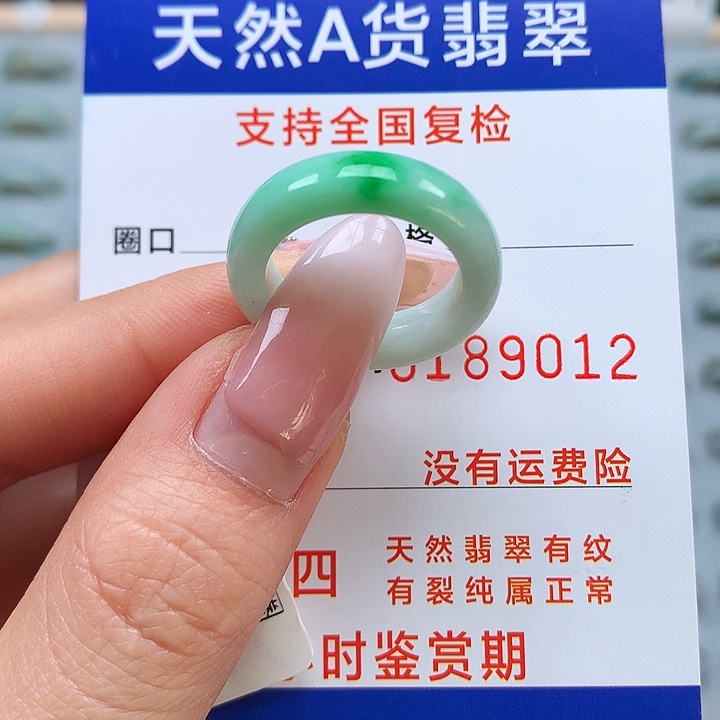 天然A货翡翠
支持全国复检
圈口
格
189012
没有运费险
四
天然翡翠有纹
有裂纯属正常
时鉴赏期